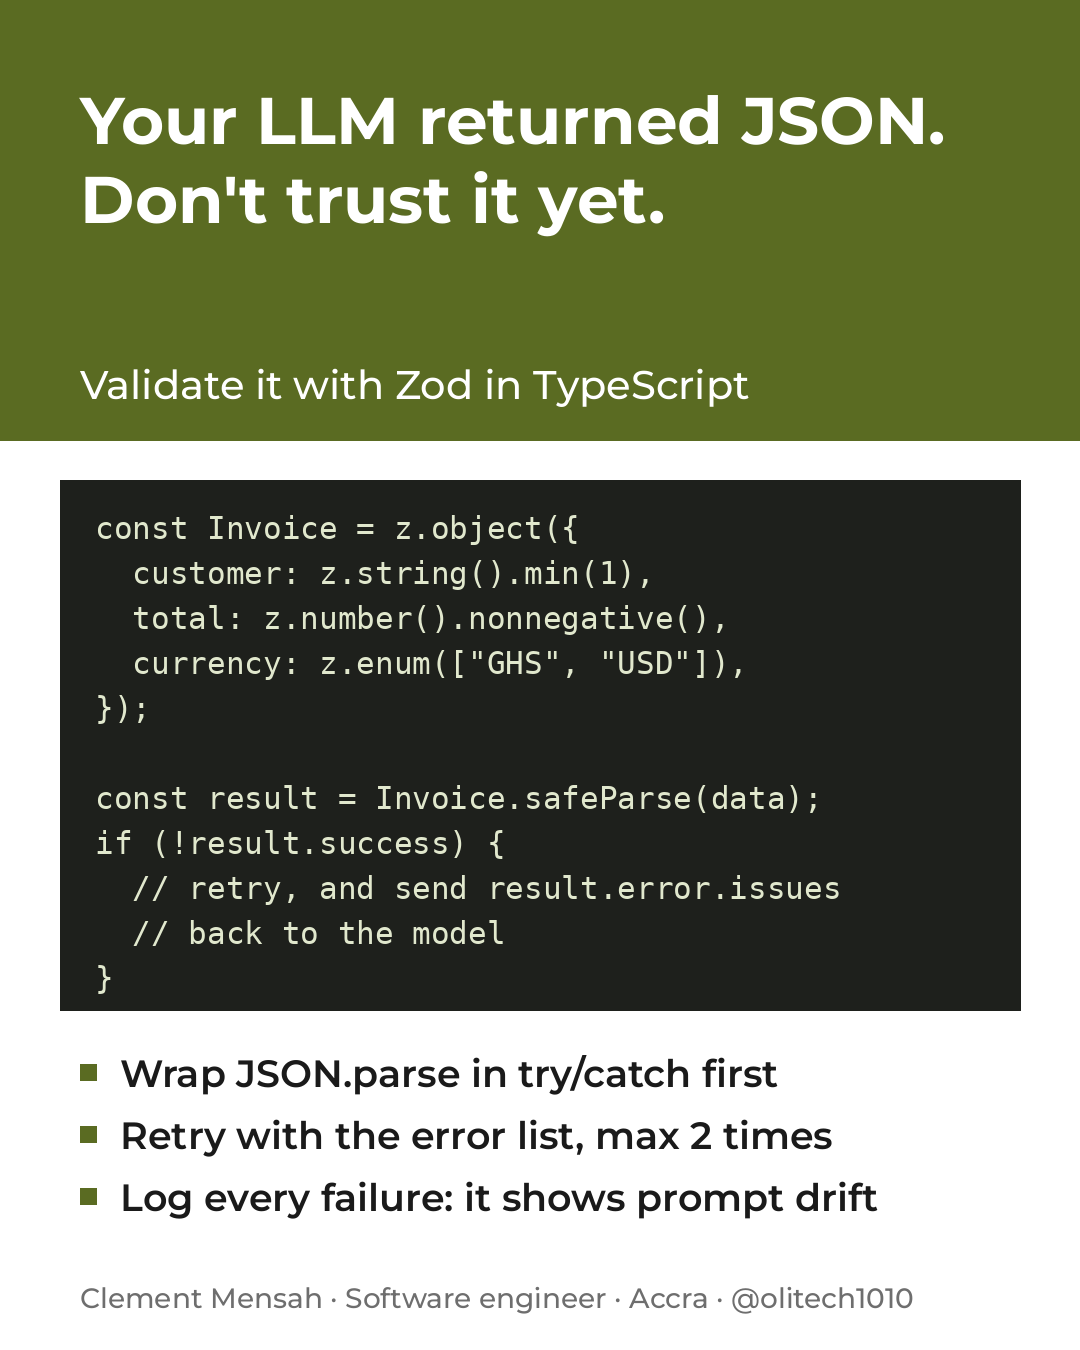 Your LLM returned JSON.
Don't trust it yet.
Validate it with Zod in TypeScript
const Invoice = z.object({
  customer: z.string().min(1),
  total: z.number().nonnegative(),
  currency: z.enum(["GHS", "USD"]),
});

const result = Invoice.safeParse(data);
if (!result.success) {
  // retry, and send result.error.issues
  // back to the model
}
Wrap JSON.parse in try/catch first
Retry with the error list, max 2 times
Log every failure: it shows prompt drift
Clement Mensah · Software engineer · Accra · @olitech1010